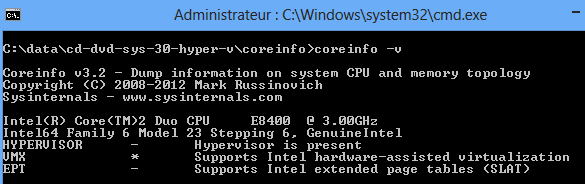 Administrateur : C:\Windows\system32\cmd.exe
C:\data\cd-dvd-sys-30-hyper-v\coreinfo>coreinfo -v
Coreinfo v3.2 - Dump information on system CPU and memory topology
Copyright (C) 2008-2012 Mark Russinovich
Sysinternals - www.sysinternals.com
Intel(R) Core(TM)2 Duo CPU     E8400  @ 3.00GHz
Intel64 Family 6 Model 23 Stepping 6, GenuineIntel
HYPERVISOR      -       Hypervisor is present
VMX             *       Supports Intel hardware-assisted virtualization
EPT             -       Supports Intel extended page tables (SLAT)